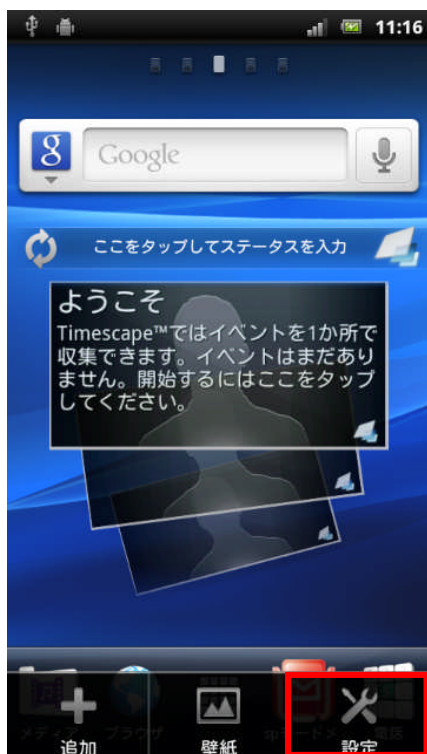 11:16
8
Google
ここをタップしてステータスを入力
ようこそ
Timescape™ではイベントを1か所で
収集できます。イベントはまだあり
ません。開始するにはここをタップ
してください。
追加
壁紙
設定